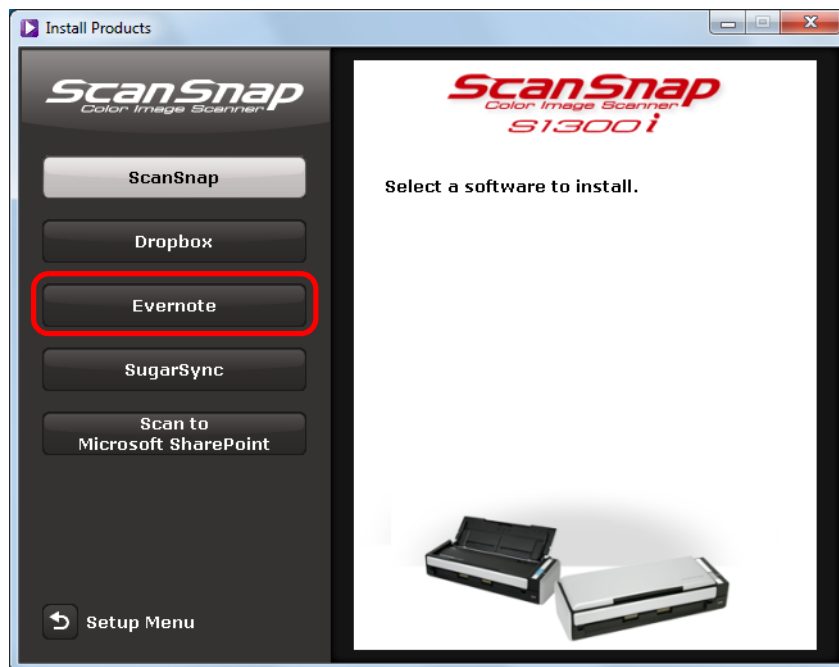 Install Products
ScanSnap
Color Image Scanner
ScanSnap
Dropbox
Evernote
SugarSync
Scan to
Microsoft SharePoint
Setup Menu
ScanSnap
Color Image Scanner
S1300i
Select a software to install.